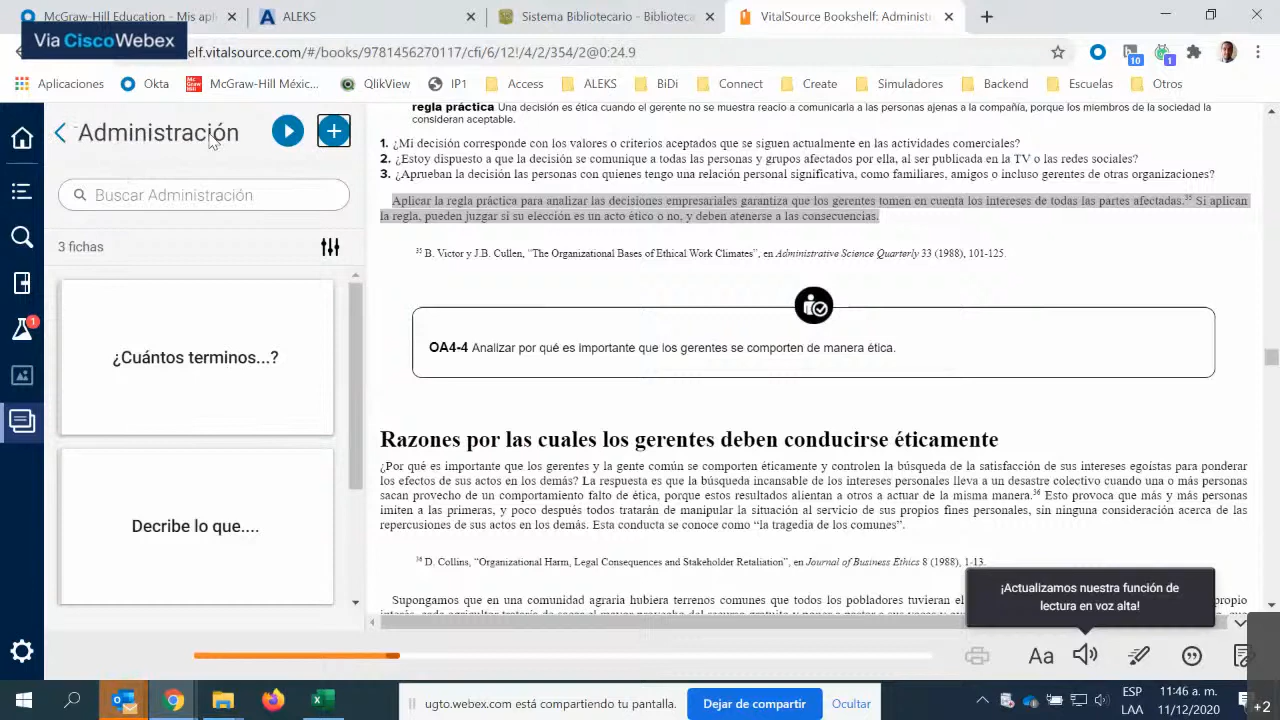 McGraw-Hill Education - Mis apl
ALEKS
Sistema Bibliotecario - Bibliotec
VitalSource Bookshelf: Administ
Via Cisco Webex
elf.vitalsource.com/#/books/9781456270117/cfi/6/12!/4/2/354/2@0:24.9
10
1
Aplicaciones
Okta
McGraw-Hill Méxic...
QlikView
IP1
Access
ALEKS
BiDi
Connect
Create
Simuladores
Backend
Escuelas
Otros
Administración
Buscar Administración
3 fichas
¿Cuántos terminos...?
Decribe lo que....
1
regla práctica Una decisión es ética cuando el gerente no se muestra reacio a comunicarla a las personas ajenas a la compañía, porque los miembros de la sociedad la
consideran aceptable.
1. ¿Mi decisión corresponde con los valores o criterios aceptados que se siguen actualmente en las actividades comerciales?
2. ¿Estoy dispuesto a que la decisión se comunique a todas las personas y grupos afectados por ella, al ser publicada en la TV o las redes sociales?
3. ¿Aprueban la decisión las personas con quienes tengo una relación personal significativa, como familiares, amigos o incluso gerentes de otras organizaciones?
Aplicar la regla práctica para analizar las decisiones empresariales garantiza que los gerentes tomen en cuenta los intereses de todas las partes afectadas.35 Si aplican
la regla, pueden juzgar si su elección es un acto ético o no, y deben atenerse a las consecuencias.
35 B. Victor y J.B. Cullen, “The Organizational Bases of Ethical Work Climates”, en Administrative Science Quarterly 33 (1988), 101-125.
OA4-4 Analizar por qué es importante que los gerentes se comporten de manera ética.
Razones por las cuales los gerentes deben conducirse éticamente
¿Por qué es importante que los gerentes y la gente común se comporten éticamente y controlen la búsqueda de la satisfacción de sus intereses egoístas para ponderar
los efectos de sus actos en los demás? La respuesta es que la búsqueda incansable de los intereses personales lleva a un desastre colectivo cuando una o más personas
sacan provecho de un comportamiento falto de ética, porque estos resultados alientan a otros a actuar de la misma manera.36 Esto provoca que más y más personas
imiten a las primeras, y poco después todos tratarán de manipular la situación al servicio de sus propios fines personales, sin ninguna consideración acerca de las
repercusiones de sus actos en los demás. Esta conducta se conoce como “la tragedia de los comunes”.
36 D. Collins, “Organizational Harm, Legal Consequences and Stakeholder Retaliation”, en Journal of Business Ethics 8 (1988), 1-13.
Supongamos que en una comunidad agraria hubiera terrenos comunes que todos los pobladores tuvieran el propio
¡Actualizamos nuestra función de
lectura en voz alta!
Aa
ugto.webex.com está compartiendo tu pantalla.
Dejar de compartir
Ocultar
ESP
LAA
11:46 a. m.
11/12/2020
+2